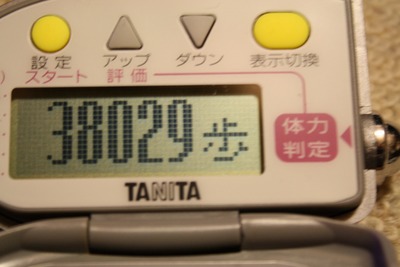 設定 アップ ダウン 表示切換
スタート 評価
38029歩
体力
判定
TANITA